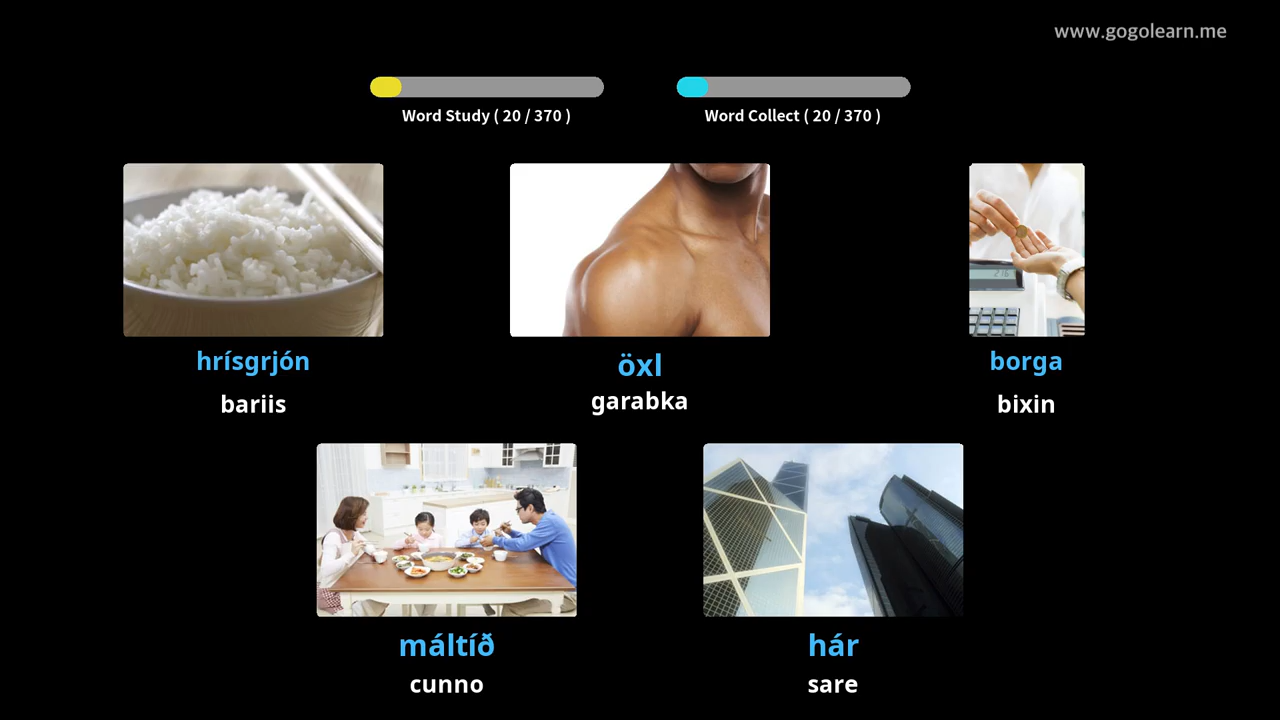 www.gogolearn.me
Word Study ( 20 / 370 )
Word Collect ( 20 / 370 )
hrísgrjón
bariis
öxl
garabka
borga
bixin
máltíð
cunno
hár
sare